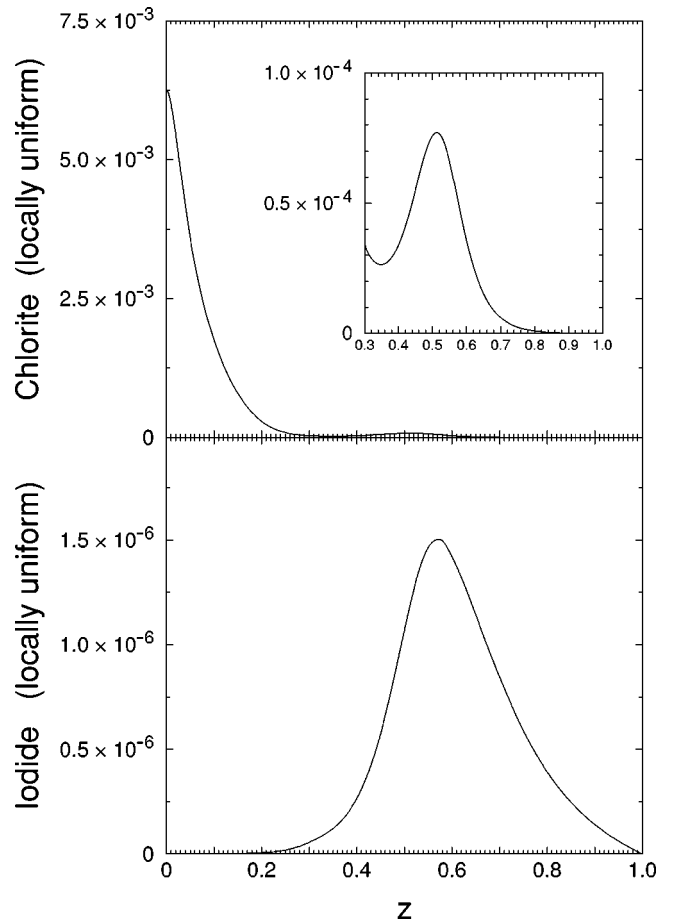 7.5 × 10-3
5.0 × 10-3
2.5 × 10-3
0
Chlorite (locally uniform)
1.0 × 10-4
0.5 × 10-4
0
0.3 0.4 0.5 0.6 0.7 0.8 0.9 1.0
1.5 × 10-6
1.0 × 10-6
0.5 × 10-6
0
Iodide (locally uniform)
0 0.2 0.4 0.6 0.8 1.0
z